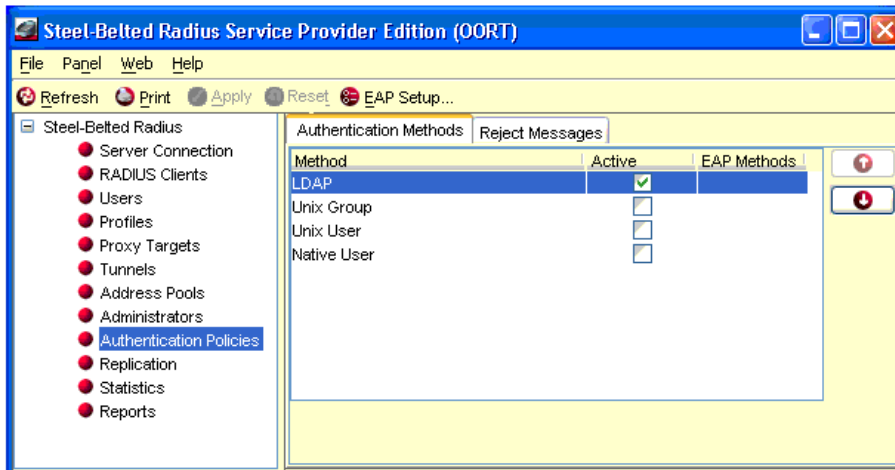 Steel-Belted Radius Service Provider Edition (OORT)
File Panel Web Help
Refresh Print Apply Reset EAP Setup...
Steel-Belted Radius
Server Connection
RADIUS Clients
Users
Profiles
Proxy Targets
Tunnels
Address Pools
Administrators
Authentication Policies
Replication
Statistics
Reports
Authentication Methods Reject Messages
Method Active EAP Methods
LDAP
Unix Group
Unix User
Native User